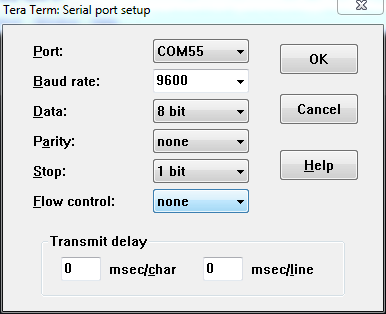 Tera Term: Serial port setup
Port: COM55 OK
Baud rate: 9600
Data: 8 bit Cancel
Parity: none
Stop: 1 bit Help
Flow control: none
Transmit delay
0 msec/char 0 msec/line